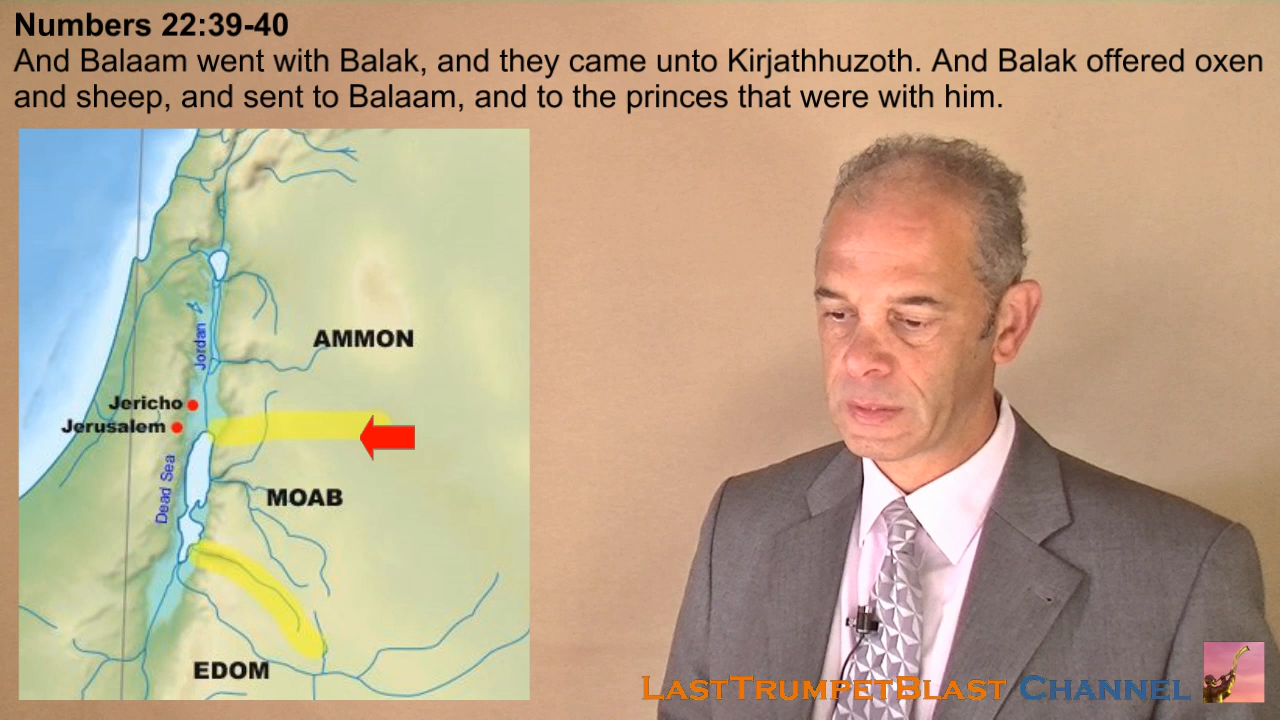 Numbers 22:39-40
And Balaam went with Balak, and they came unto Kirjathhuzoth. And Balak offered oxen
and sheep, and sent to Balaam, and to the princes that were with him.
AMMON
Jordan
Jericho
Jerusalem
Dead Sea
MOAB
EDOM
LastTrumpetBlast Channel